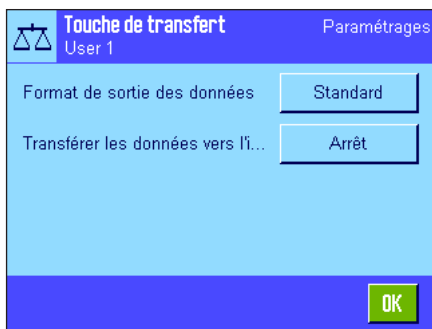 Touche de transfert Paramétrages
User 1
Format de sortie des données Standard
Transférer les données vers l'i... Arrêt
OK